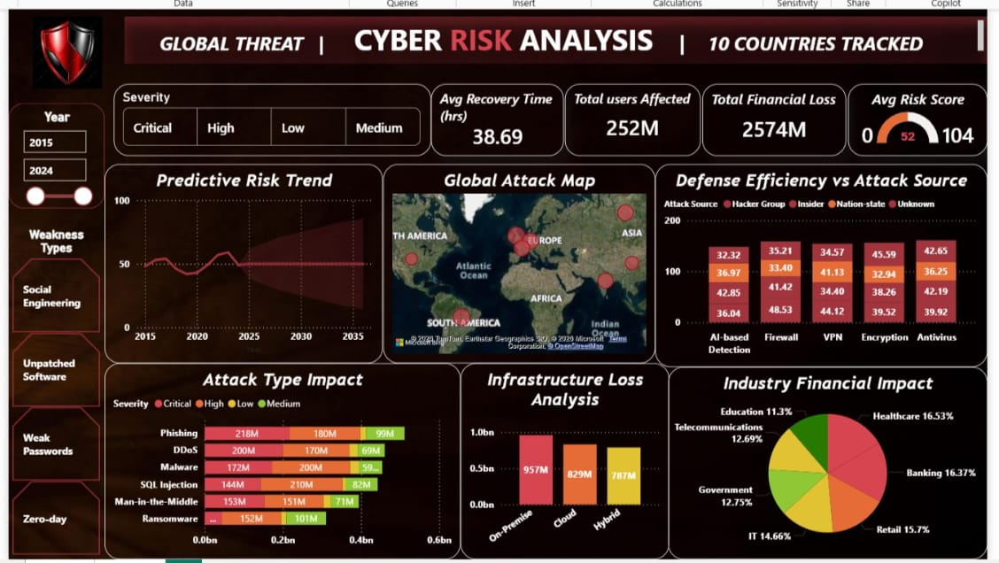 Data Queries Insert Calculations Sensitivity Share Copilot
GLOBAL THREAT | CYBER RISK ANALYSIS | 10 COUNTRIES TRACKED
Year
2015
2024
Weakness
Types
Social
Engineering
Unpatched
Software
Weak
Passwords
Zero-day
Severity
Critical High Low Medium
Avg Recovery Time
(hrs)
38.69
Total users Affected
252M
Total Financial Loss
2574M
Avg Risk Score
0 52 104
Predictive Risk Trend
100
50
0
2015 2020 2025 2030 2035
Global Attack Map
TH AMERICA
EUROPE
ASIA
Atlantic
Ocean
AFRICA
SOUTH AMERICA
Indian
Ocean
© 2026 TomTom, Earthstar Geographics SIO, © 2026 Microsoft
Corporation, © OpenStreetMap
Terms
Defense Efficiency vs Attack Source
Attack Source Hacker Group Insider Nation-state Unknown
200
100
0
32.32 35.21 34.57 45.59 42.65
36.97 33.40 41.13 32.94 36.25
42.85 41.42 34.40 38.26 42.19
36.04 48.53 44.12 39.52 39.92
AI-based
Detection
Firewall
VPN
Encryption
Antivirus
Attack Type Impact
Severity Critical High Low Medium
Phishing 218M 180M 99M
DDoS 200M 170M 69M
Malware 172M 200M 59...
SQL Injection 144M 210M 82M
Man-in-the-Middle 153M 151M 71M
Ransomware ... 152M 101M
0.0bn 0.2bn 0.4bn 0.6bn
Infrastructure Loss
Analysis
1.0bn
0.5bn
0.0bn
957M 829M 787M
On-Premise Cloud Hybrid
Industry Financial Impact
Education 11.3%
Healthcare 16.53%
Telecommunications
12.69%
Banking 16.37%
Government
12.75%
Retail 15.7%
IT 14.66%